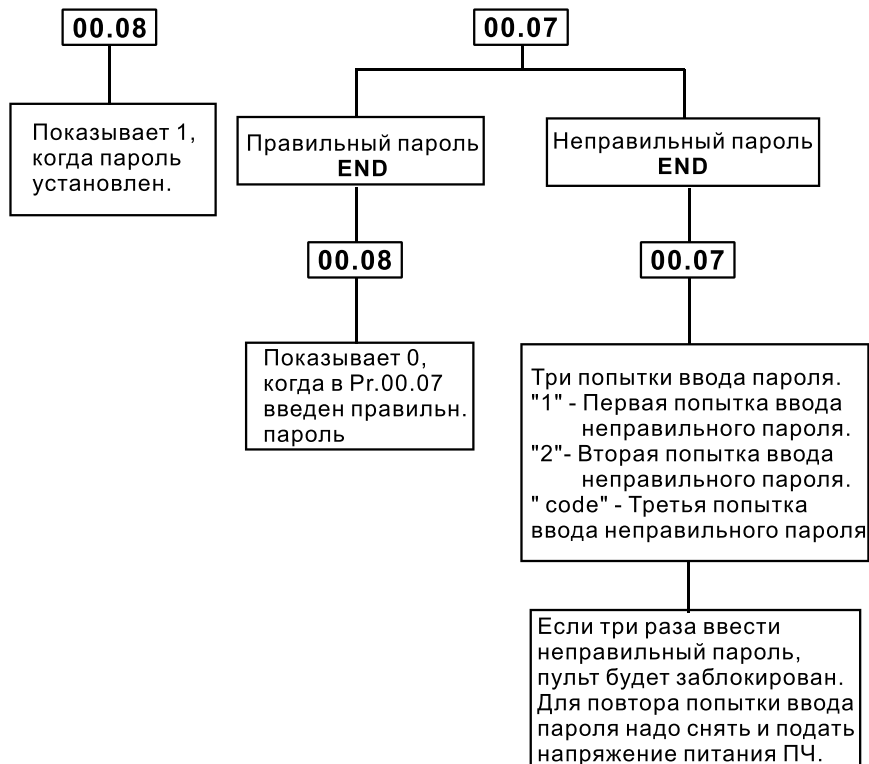 00.08
Показывает 1,
когда пароль
установлен.
00.07
Правильный пароль
END
00.08
Показывает 0,
когда в Pr.00.07
введен правильн.
пароль
Неправильный пароль
END
00.07
Три попытки ввода пароля.
"1" - Первая попытка ввода
неправильного пароля.
"2"- Вторая попытка ввода
неправильного пароля.
" code" - Третья попытка
ввода неправильного пароля
Если три раза ввести
неправильный пароль,
пульт будет заблокирован.
Для повтора попытки ввода
пароля надо снять и подать
напряжение питания ПЧ.